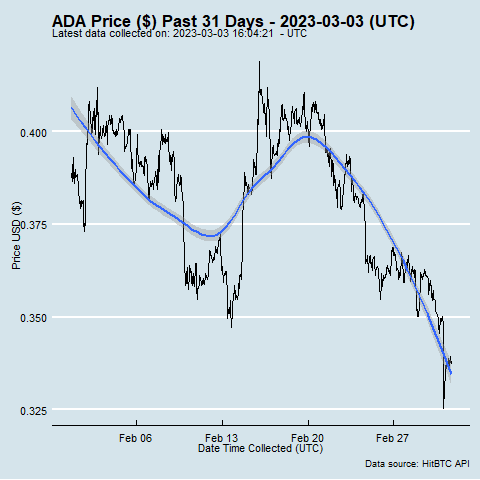 ADA Price ($) Past 31 Days - 2023-03-03 (UTC)
Latest data collected on: 2023-03-03 16:04:21  - UTC
Price USD ($)
0.400
0.375
0.350
0.325
Feb 06
Feb 13
Feb 20
Feb 27
Date Time Collected (UTC)
Data source: HitBTC API